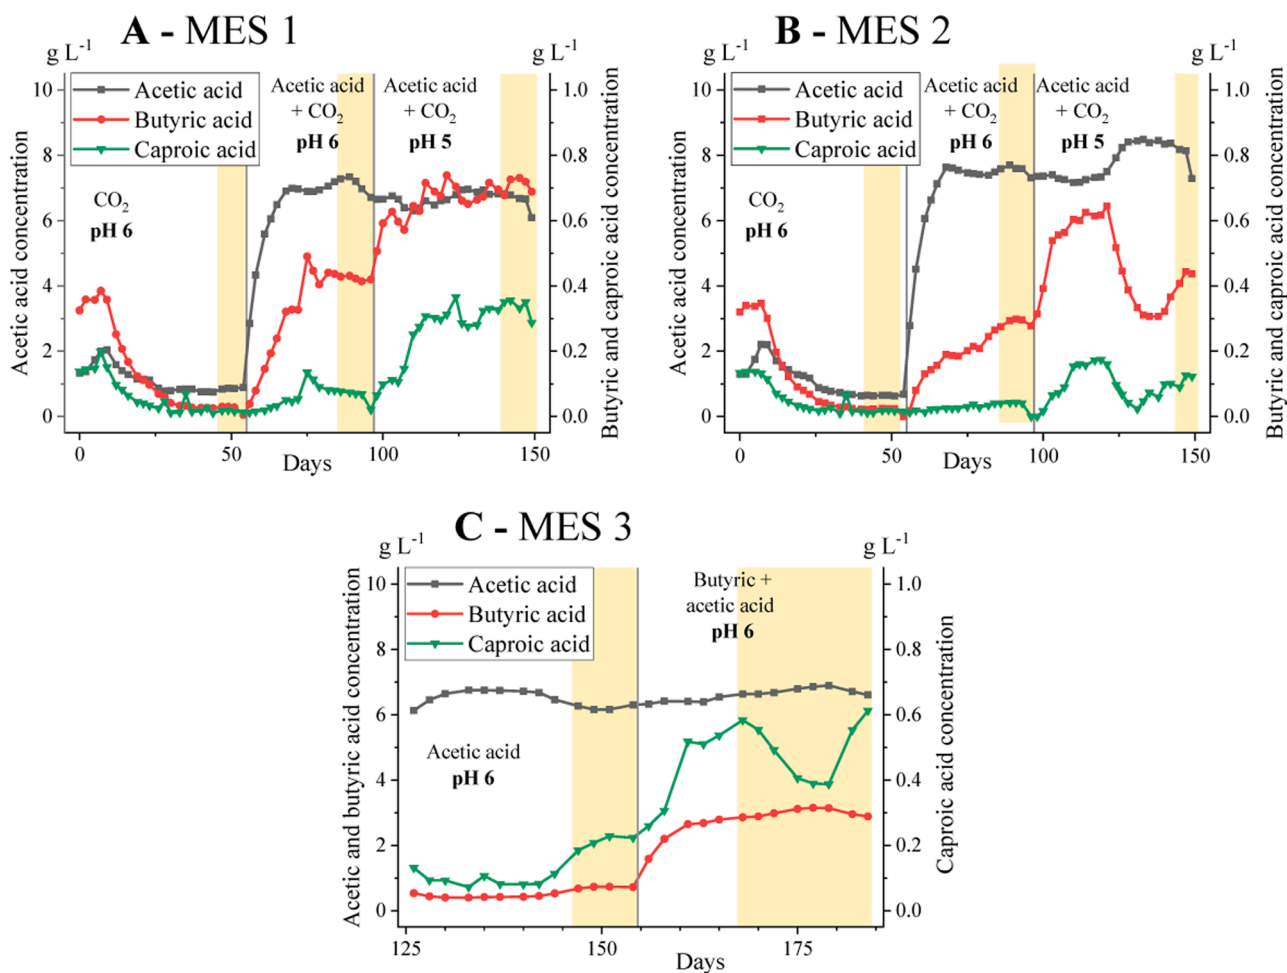 A - MES 1
g L-1
g L-1
Acetic acid
Butyric acid
Caproic acid
Acetic acid
+ CO2
pH 6
Acetic acid
+ CO2
pH 5
CO2
pH 6
Acetic acid concentration
10
8
6
4
2
0
1.0
0.8
0.6
0.4
0.2
0.0
Butyric and caproic acid concentration
0
50
100
150
Days
B - MES 2
g L-1
g L-1
Acetic acid
Butyric acid
Caproic acid
Acetic acid
+ CO2
pH 6
Acetic acid
+ CO2
pH 5
CO2
pH 6
Acetic acid concentration
10
8
6
4
2
0
1.0
0.8
0.6
0.4
0.2
0.0
Butyric and caproic acid concentration
0
50
100
150
Days
C - MES 3
g L-1
g L-1
Acetic acid
Butyric acid
Caproic acid
Butyric +
acetic acid
pH 6
Acetic acid
pH 6
Acetic and butyric acid concentration
10
8
6
4
2
0
1.0
0.8
0.6
0.4
0.2
0.0
Caproic acid concentration
125
150
175
Days